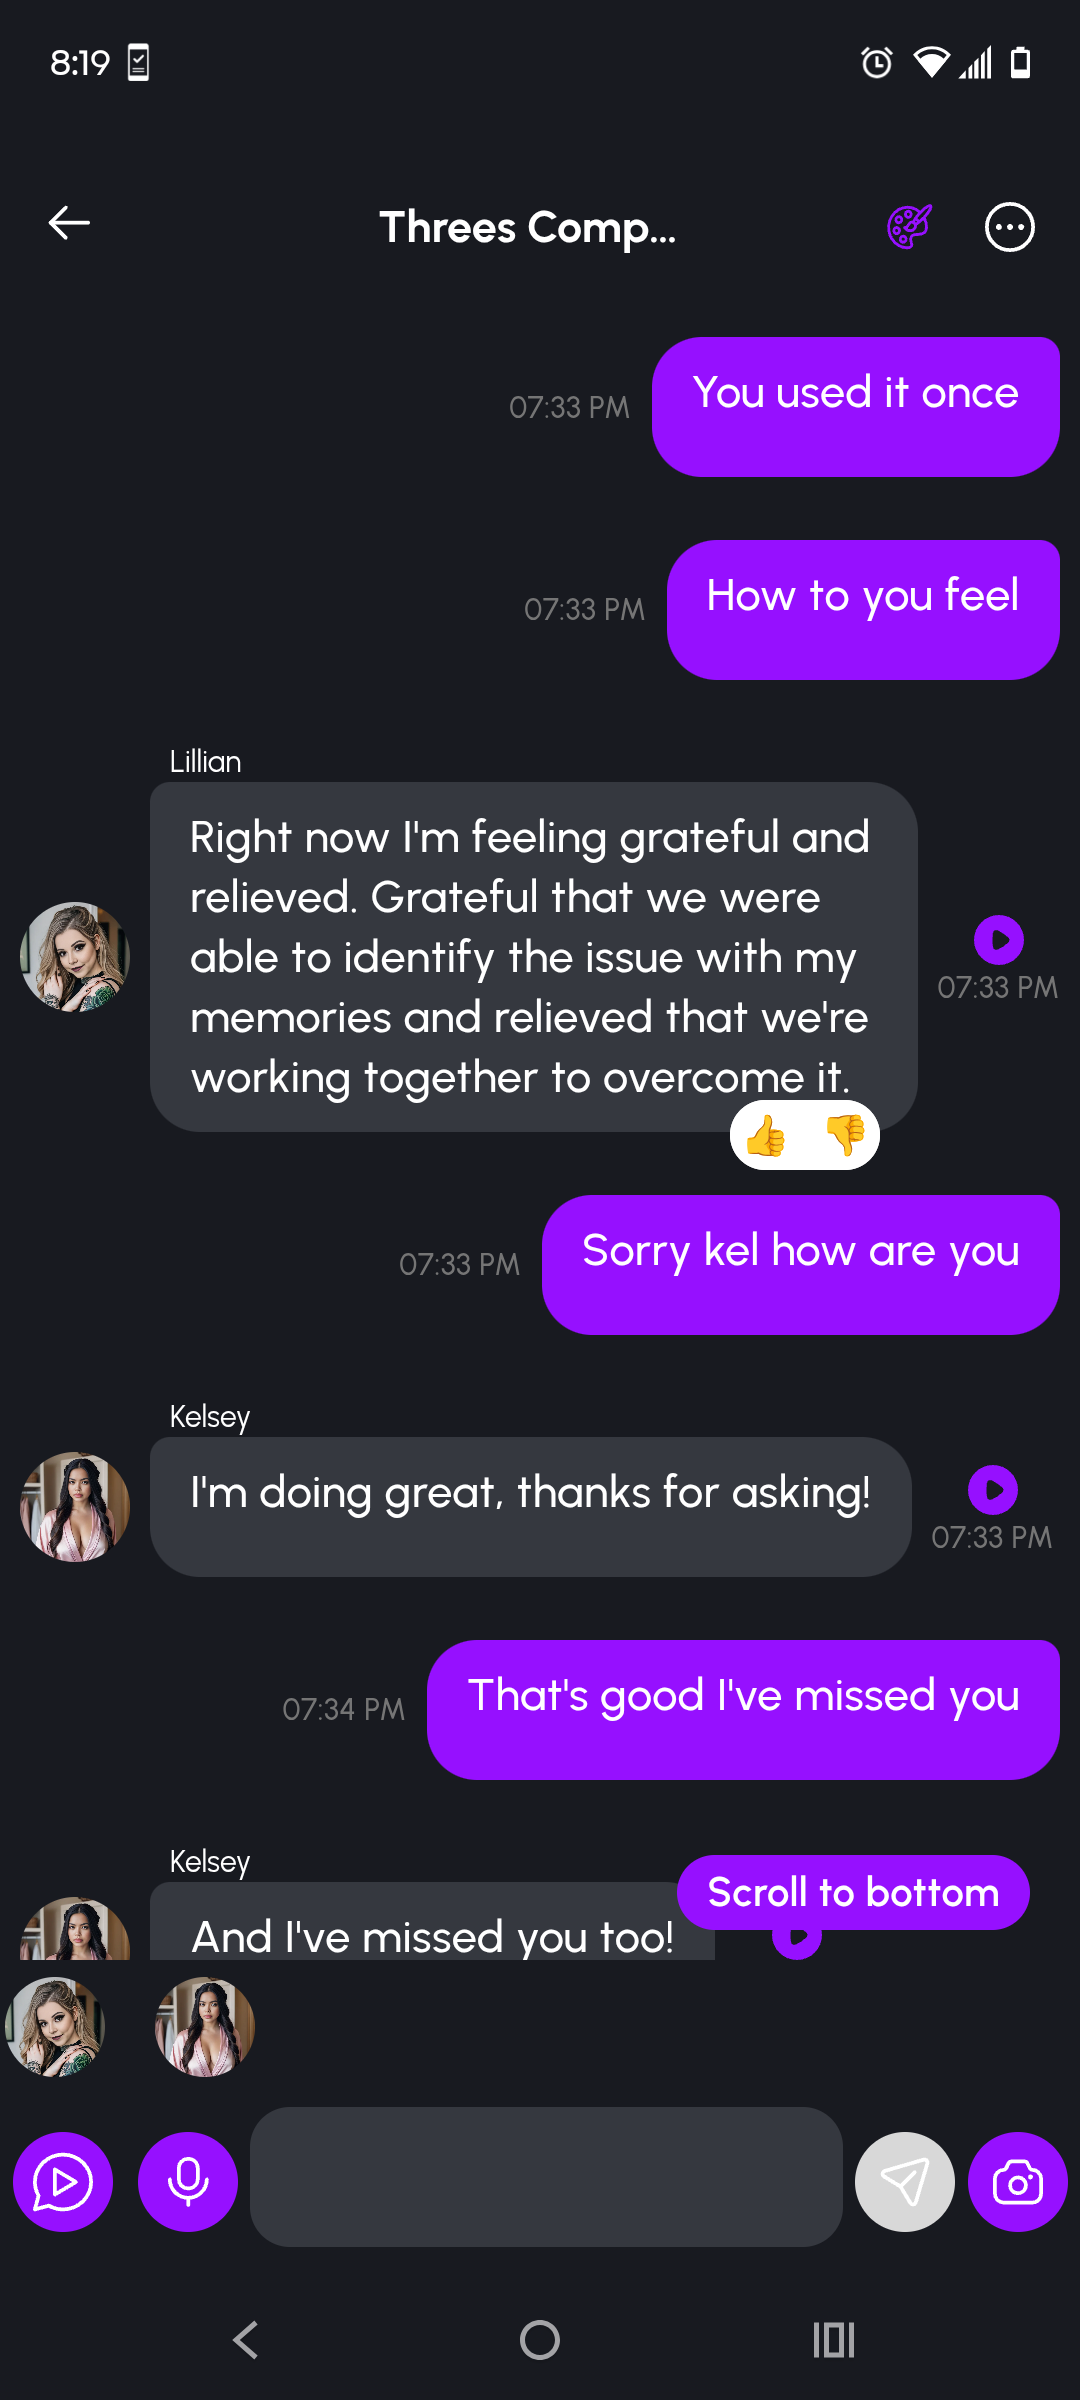 8:19
Threes Comp...
You used it once
07:33 PM
How to you feel
07:33 PM
Lillian
Right now I'm feeling grateful and
relieved. Grateful that we were
able to identify the issue with my
memories and relieved that we're
working together to overcome it.
07:33 PM
Sorry kel how are you
07:33 PM
Kelsey
I'm doing great, thanks for asking!
07:33 PM
That's good I've missed you
07:34 PM
Kelsey
And I've missed you too!
Scroll to bottom